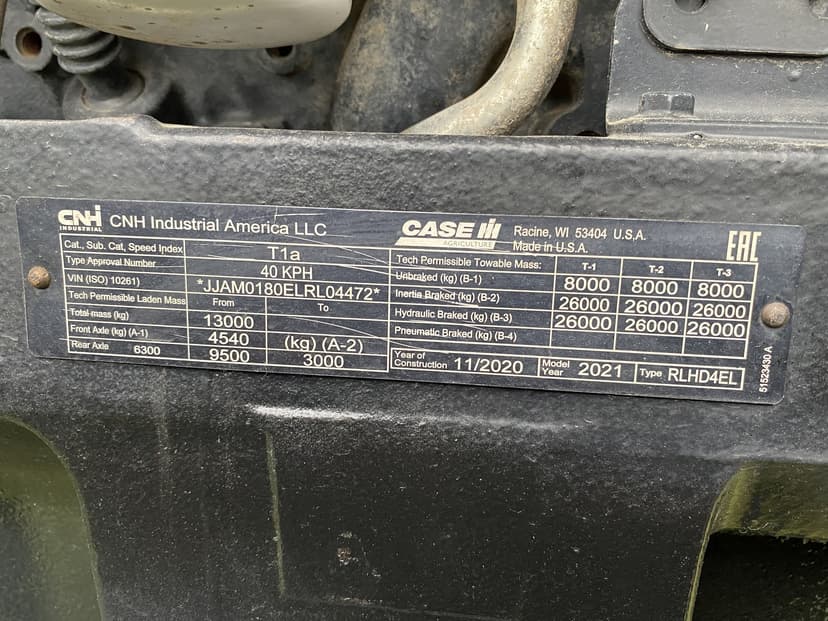 CNH INDUSTRIAL CNH Industrial America LLC
CASE IH AGRICULTURE
Racine, WI 53404 U.S.A.
Made in U.S.A.
EAC
Cat., Sub. Cat, Speed Index T1a
Type Approval Number 40 KPH
VIN (ISO) 10261) *JJAM0180ELRL04472*
Tech Permissible Laden Mass From To
Total mass (kg) 13000
Front Axle (kg) (A-1) 4540 (kg) (A-2)
Rear Axle 6300 9500 3000
Tech Permissible Towable Mass: T-1 T-2 T-3
Unbraked (kg) (B-1) 8000 8000 8000
Inertia Braked (kg) (B-2) 26000 26000 26000
Hydraulic Braked (kg) (B-3) 26000 26000 26000
Pneumatic Braked (kg) (B-4)
Year of Construction 11/2020 Model Year 2021 Type RLHD4EL
51523430 A